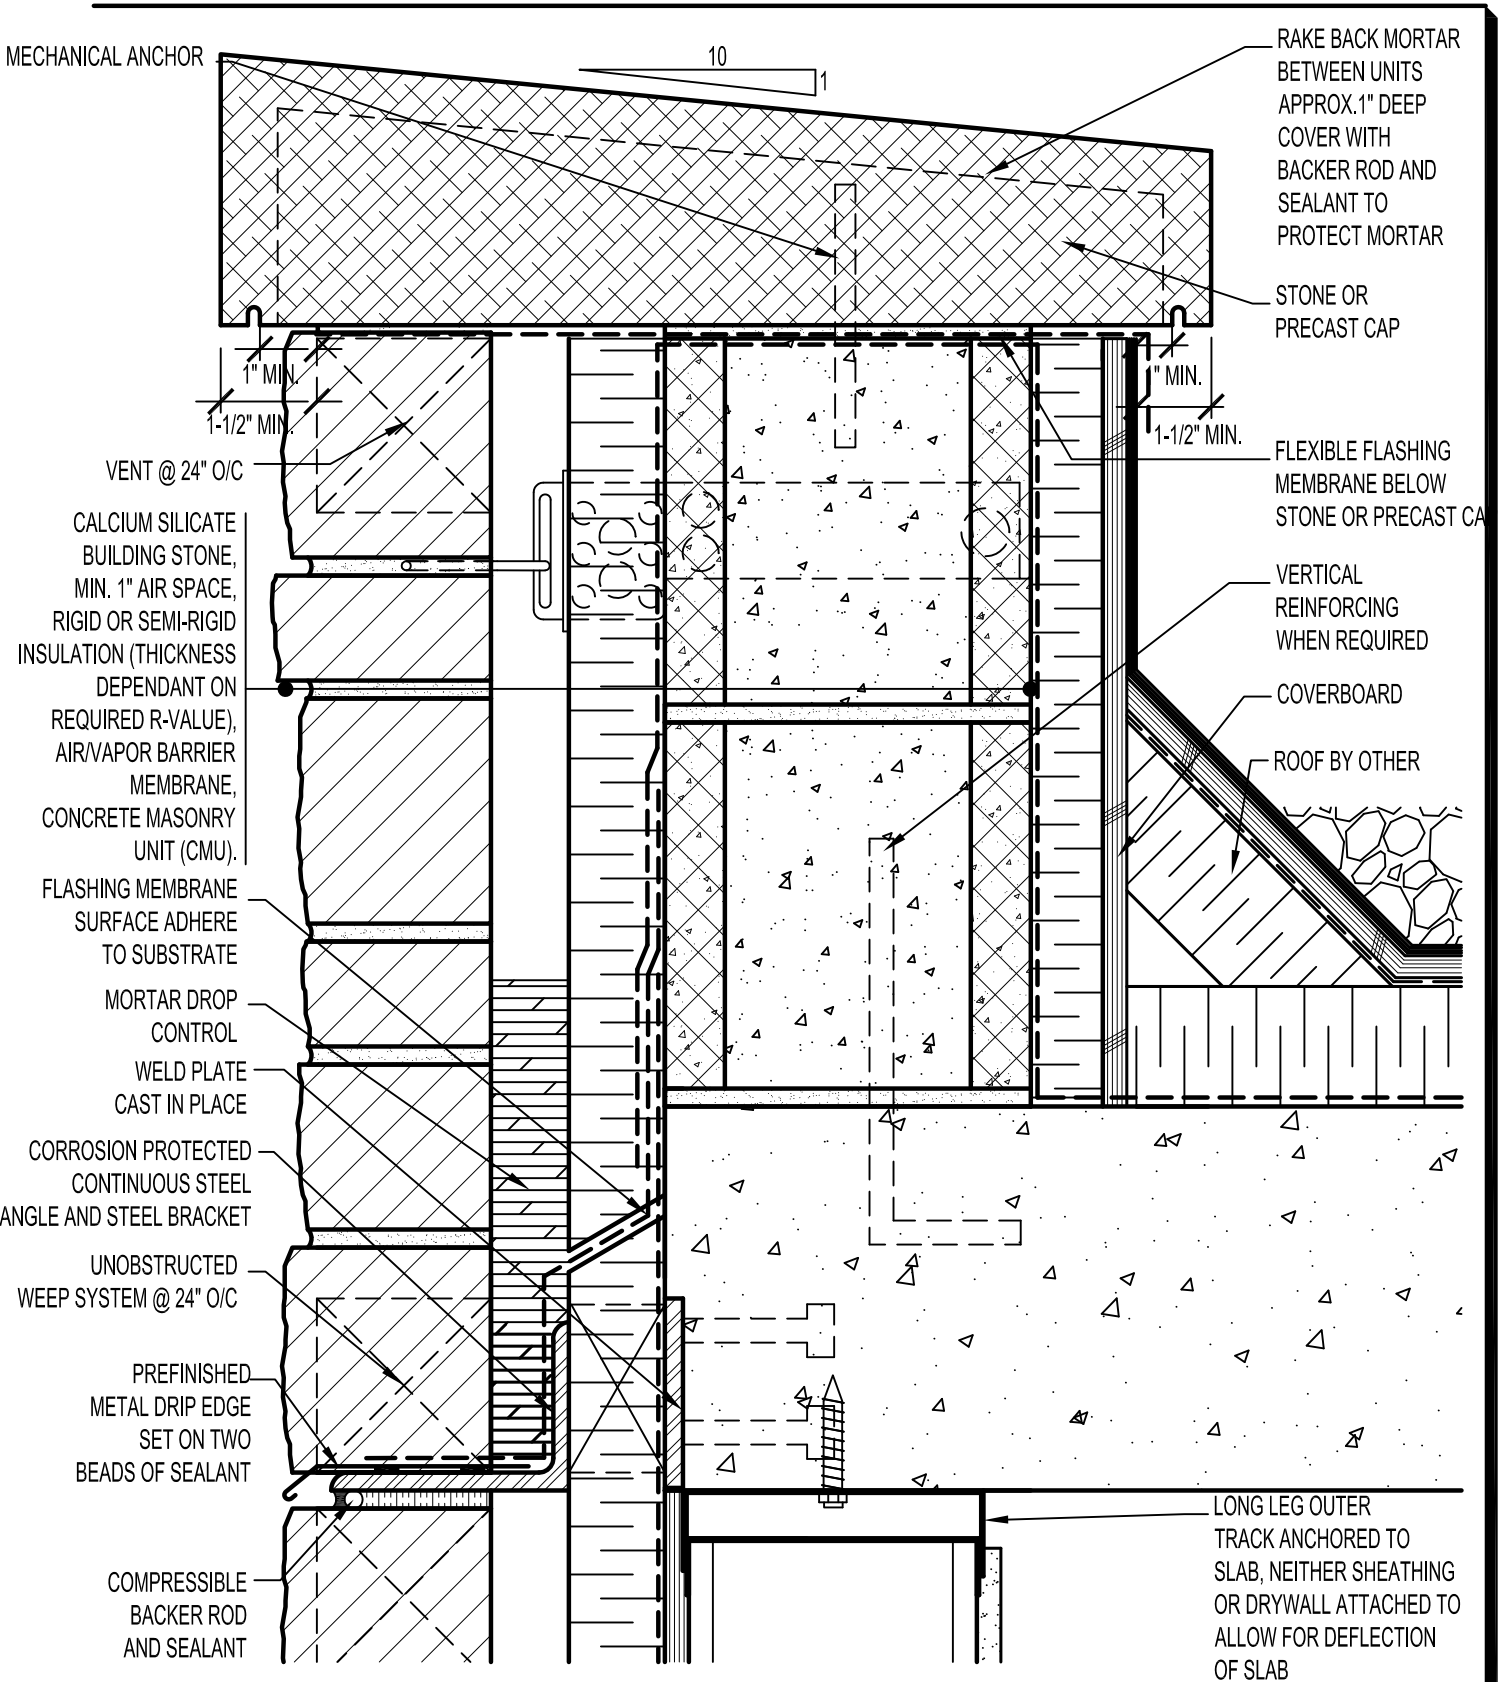 MECHANICAL ANCHOR
10
1
RAKE BACK MORTAR
BETWEEN UNITS
APPROX.1" DEEP
COVER WITH
BACKER ROD AND
SEALANT TO
PROTECT MORTAR
STONE OR
PRECAST CAP
1" MIN.
1-1/2" MIN.
" MIN.
1-1/2" MIN.
VENT @ 24" O/C
FLEXIBLE FLASHING
MEMBRANE BELOW
STONE OR PRECAST CA
CALCIUM SILICATE
BUILDING STONE,
MIN. 1" AIR SPACE,
RIGID OR SEMI-RIGID
INSULATION (THICKNESS
DEPENDANT ON
REQUIRED R-VALUE),
AIR/VAPOR BARRIER
MEMBRANE,
CONCRETE MASONRY
UNIT (CMU).
VERTICAL
REINFORCING
WHEN REQUIRED
COVERBOARD
ROOF BY OTHER
FLASHING MEMBRANE
SURFACE ADHERE
TO SUBSTRATE
MORTAR DROP
CONTROL
WELD PLATE
CAST IN PLACE
CORROSION PROTECTED
CONTINUOUS STEEL
ANGLE AND STEEL BRACKET
UNOBSTRUCTED
WEEP SYSTEM @ 24" O/C
PREFINISHED
METAL DRIP EDGE
SET ON TWO
BEADS OF SEALANT
COMPRESSIBLE
BACKER ROD
AND SEALANT
LONG LEG OUTER
TRACK ANCHORED TO
SLAB, NEITHER SHEATHING
OR DRYWALL ATTACHED TO
ALLOW FOR DEFLECTION
OF SLAB